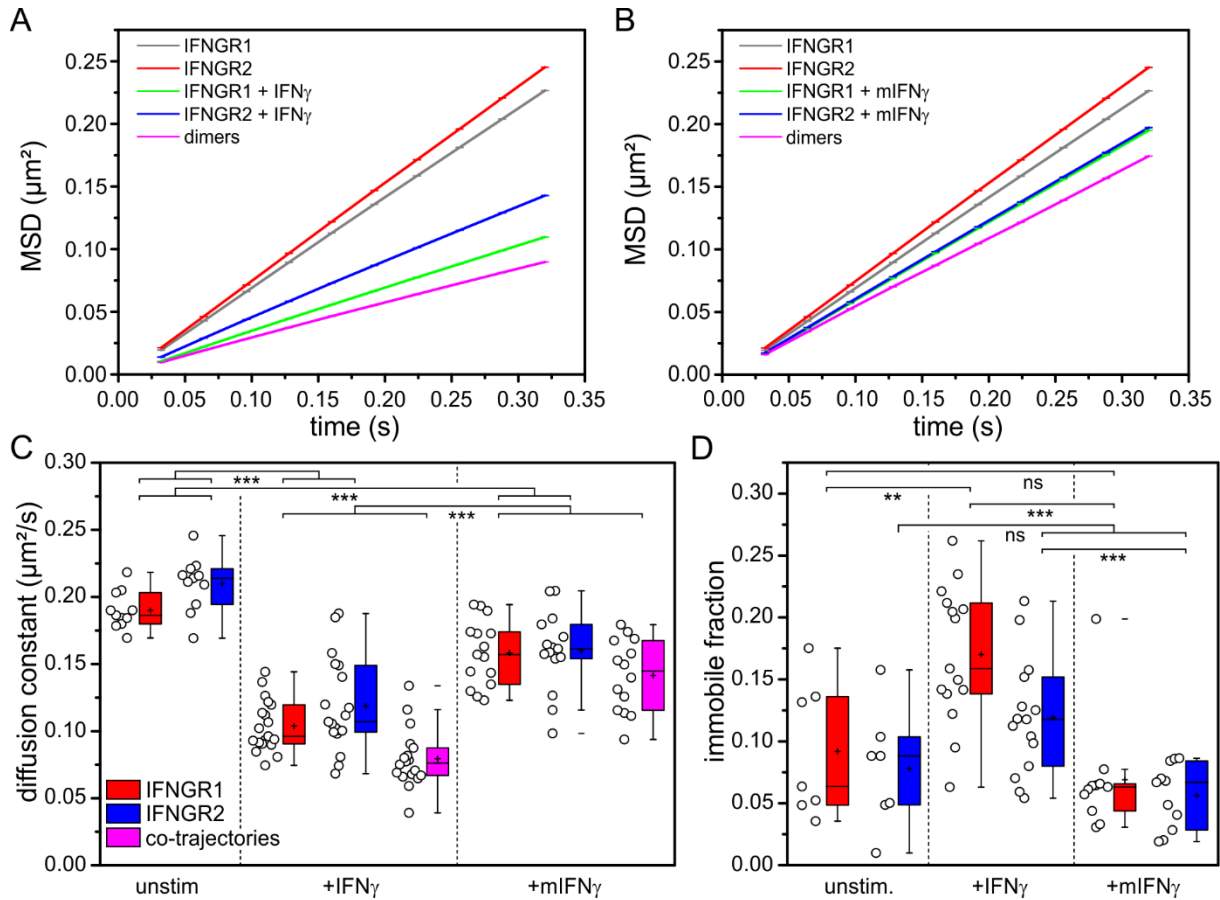 A
IFNGR1
IFNGR2
IFNGR1 + IFNγ
IFNGR2 + IFNγ
dimers
MSD (µm²)
0.25
0.20
0.15
0.10
0.05
0.00
0.00 0.05 0.10 0.15 0.20 0.25 0.30 0.35
time (s)
B
IFNGR1
IFNGR2
IFNGR1 + mIFNγ
IFNGR2 + mIFNγ
dimers
MSD (µm²)
0.25
0.20
0.15
0.10
0.05
0.00
0.00 0.05 0.10 0.15 0.20 0.25 0.30 0.35
time (s)
C
diffusion constant (µm²/s)
0.30
0.25
0.20
0.15
0.10
0.05
0.00
***
***
***
IFNGR1
IFNGR2
co-trajectories
unstim +IFNγ +mIFNγ
D
immobile fraction
0.30
0.25
0.20
0.15
0.10
0.05
0.00
ns
**
***
ns
***
unstim. +IFNγ +mIFNγ